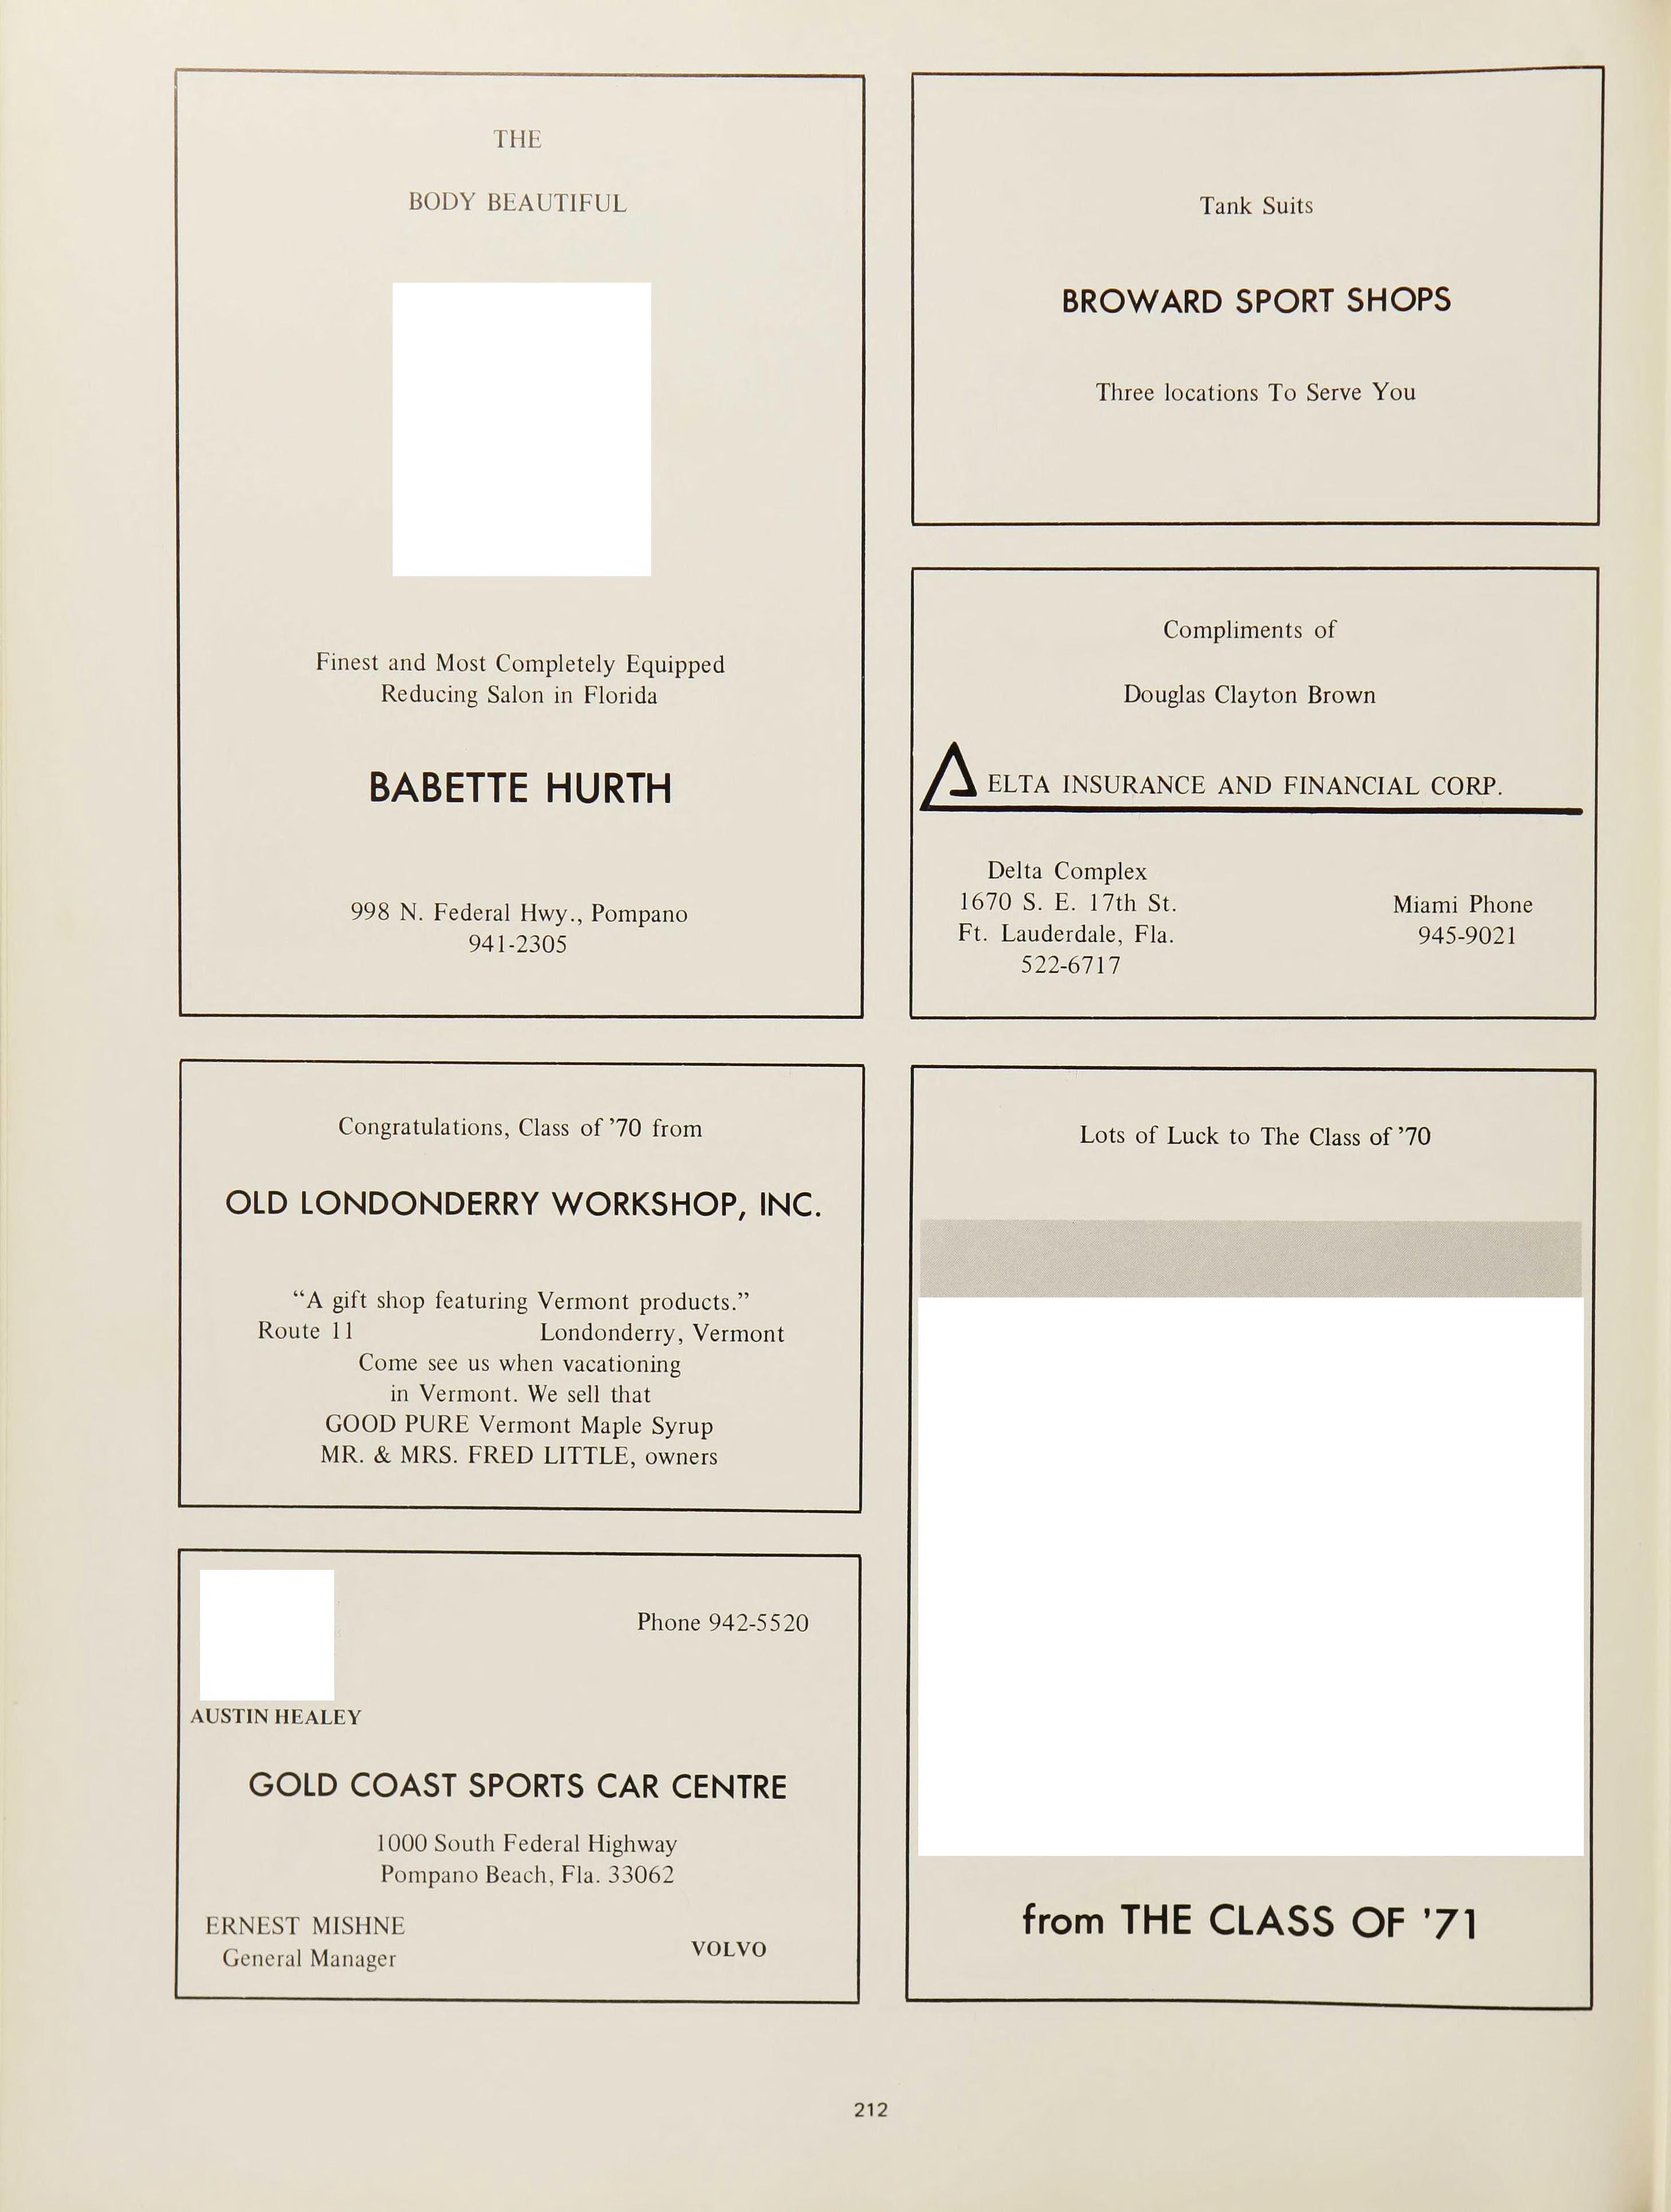 THE
BODY BEAUTIFUL
Finest and Most Completely Equipped
Reducing Salon in Florida
BABETTE HURTH
998 N. Federal Hwy., Pompano
941-2305
Tank Suits
BROWARD SPORT SHOPS
Three locations To Serve You
Compliments of
Douglas Clayton Brown
ΔELTA INSURANCE AND FINANCIAL CORP.
Delta Complex
1670 S. E. 17th St.
Ft. Lauderdale, Fla.
522-6717
Miami Phone
945-9021
Congratulations, Class of ’70 from
OLD LONDONDERRY WORKSHOP, INC.
“A gift shop featuring Vermont products.”
Route 11 Londonderry, Vermont
Come see us when vacationing
in Vermont. We sell that
GOOD PURE Vermont Maple Syrup
MR. & MRS. FRED LITTLE, owners
Phone 942-5520
AUSTIN HEALEY
GOLD COAST SPORTS CAR CENTRE
1000 South Federal Highway
Pompano Beach, Fla. 33062
ERNEST MISHNE
General Manager
VOLVO
Lots of Luck to The Class of ’70
from THE CLASS OF ’71
212